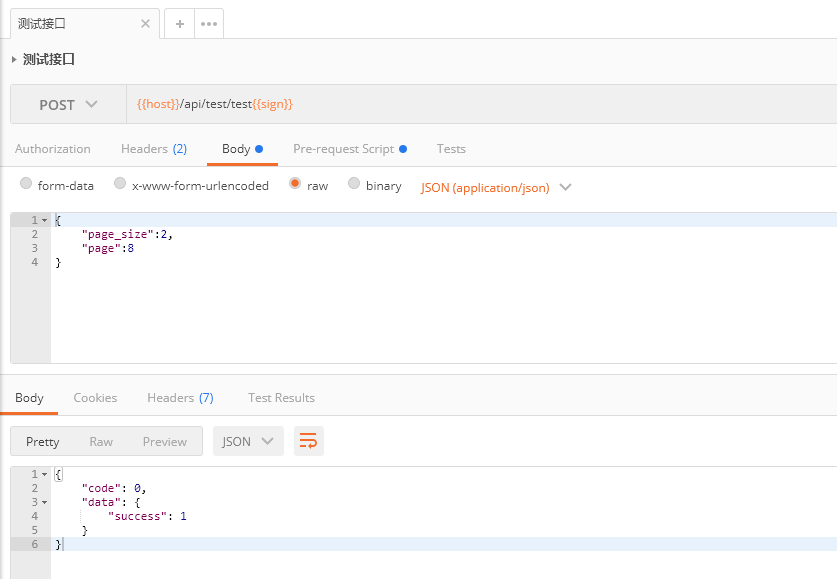 测试接口
测试接口
POST {{host}}/api/test/test{{sign}}
Authorization Headers (2) Body Pre-request Script Tests
form-data x-www-form-urlencoded raw binary JSON (application/json)
1 {
2 "page_size":2,
3 "page":8
4 }
Body Cookies Headers (7) Test Results
Pretty Raw Preview JSON
1 {
2 "code": 0,
3 "data": {
4 "success": 1
5 }
6 }